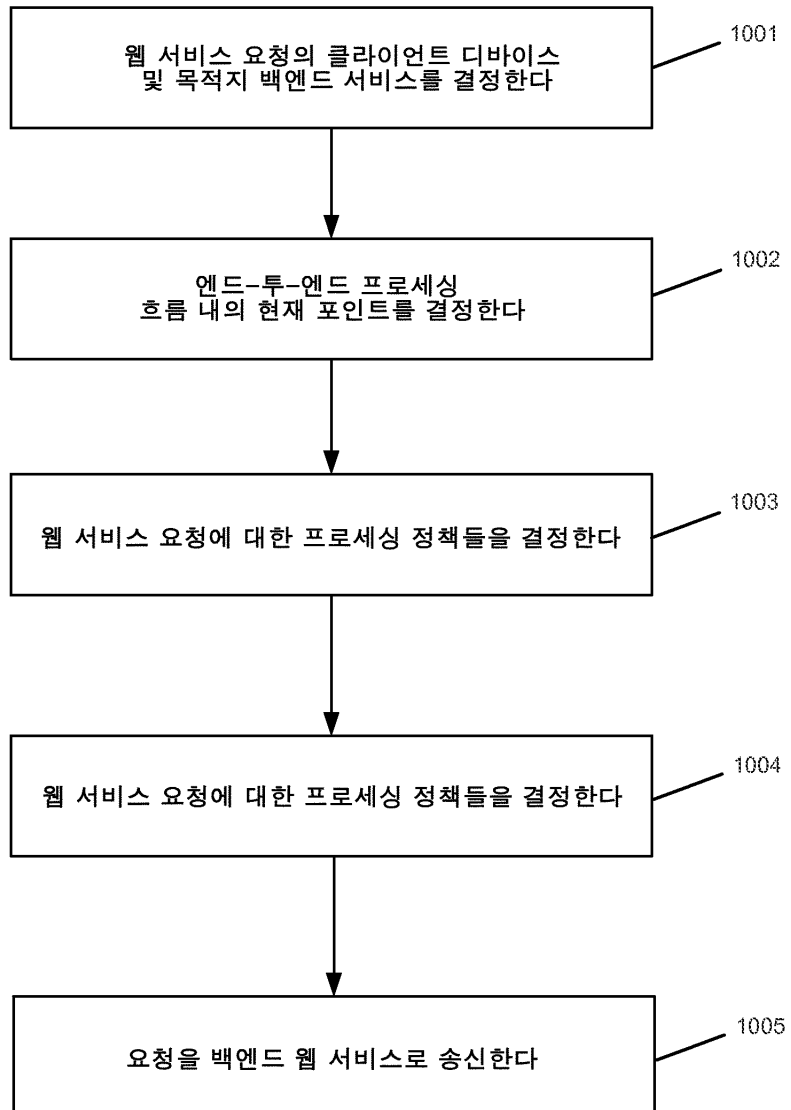 웹 서비스 요청의 클라이언트 디바이스
및 목적지 백엔드 서비스를 결정한다
1001
엔드-투-엔드 프로세싱
흐름 내의 현재 포인트를 결정한다
1002
웹 서비스 요청에 대한 프로세싱 정책들을 결정한다
1003
웹 서비스 요청에 대한 프로세싱 정책들을 결정한다
1004
요청을 백엔드 웹 서비스로 송신한다
1005